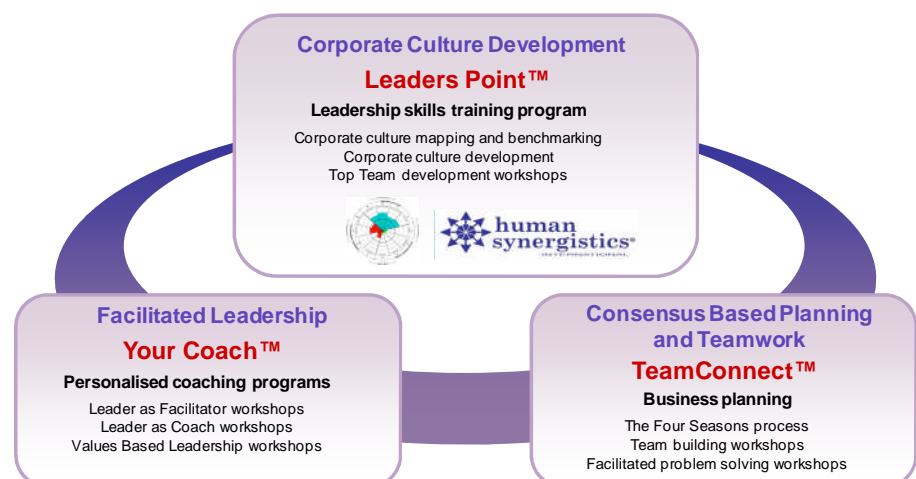 Corporate Culture Development
Leaders Point™
Leadership skills training program
Corporate culture mapping and benchmarking
Corporate culture development
Top Team development workshops
human
synergistics®
INTERNATIONAL
Facilitated Leadership
Your Coach™
Personalised coaching programs
Leader as Facilitator workshops
Leader as Coach workshops
Values Based Leadership workshops
Consensus Based Planning
and Teamwork
TeamConnect™
Business planning
The Four Seasons process
Team building workshops
Facilitated problem solving workshops